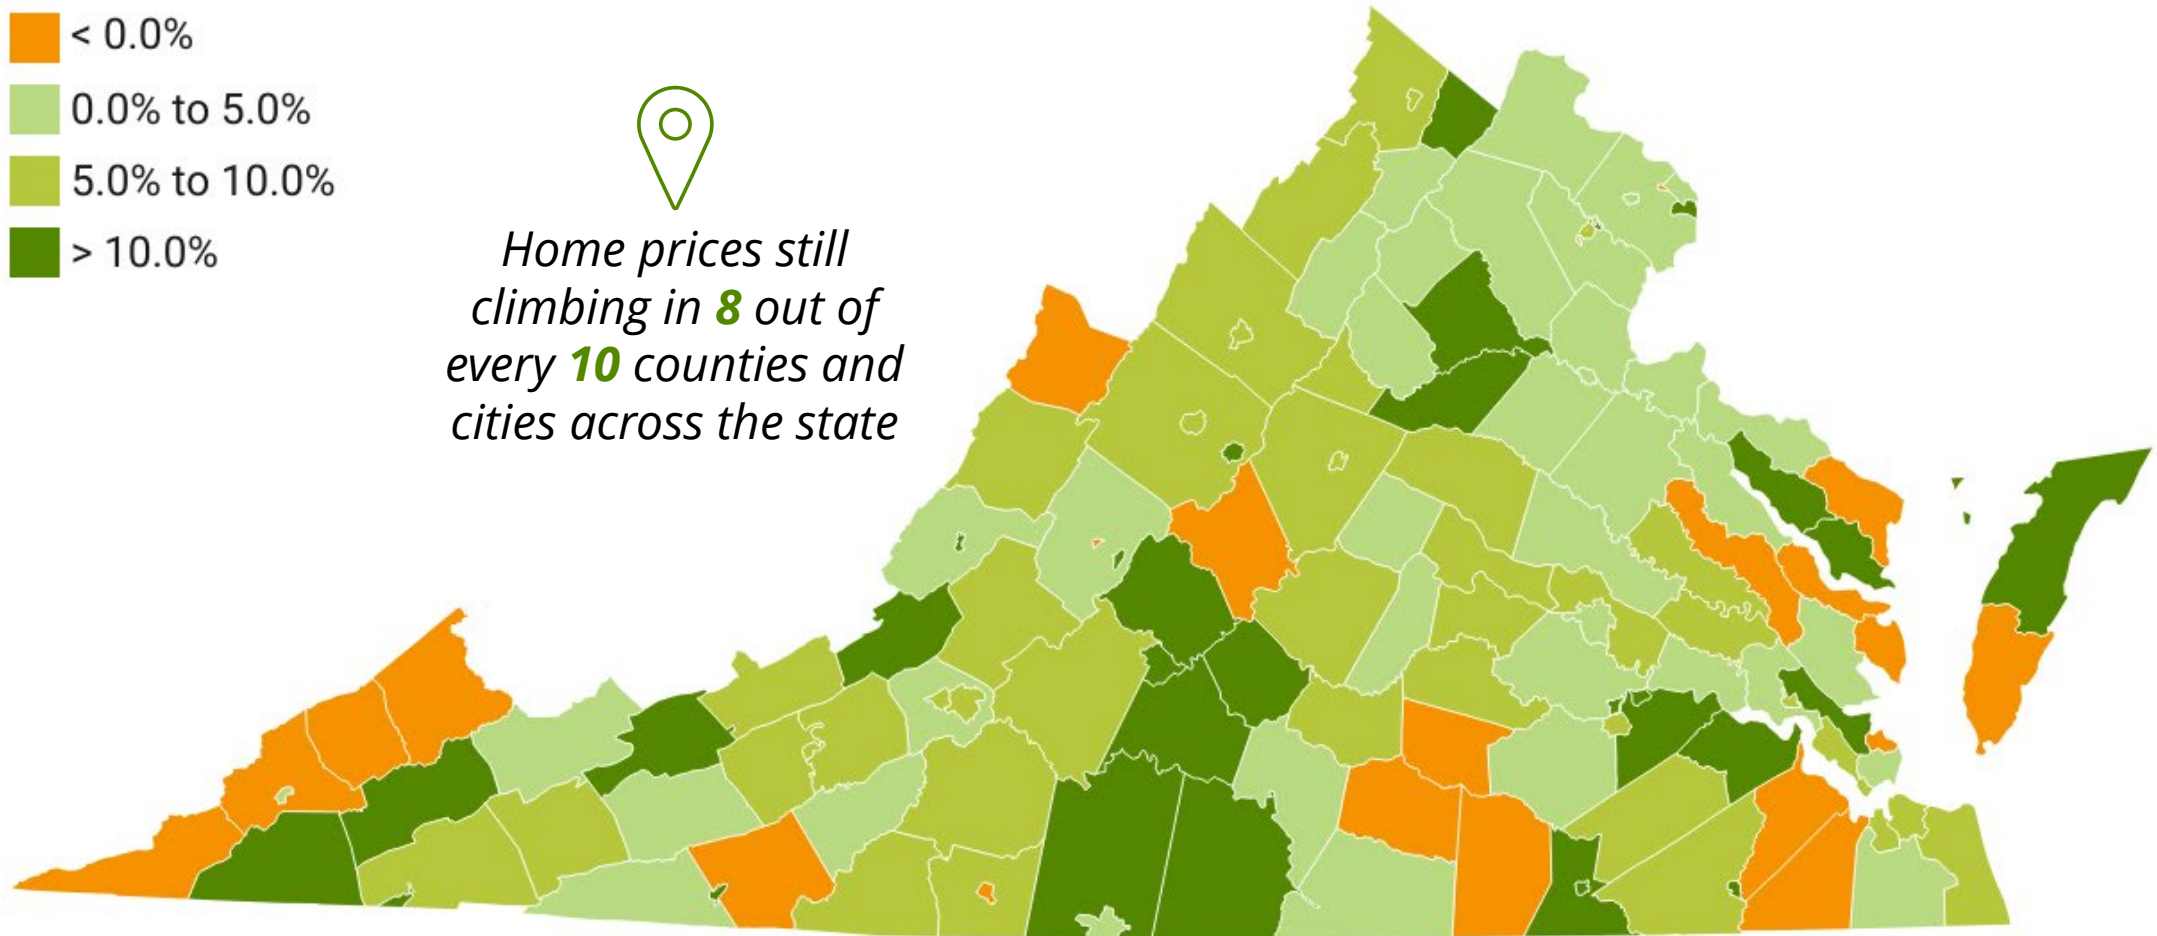 < 0.0%
0.0% to 5.0%
5.0% to 10.0%
> 10.0%
Home prices still
climbing in 8 out of
every 10 counties and
cities across the state